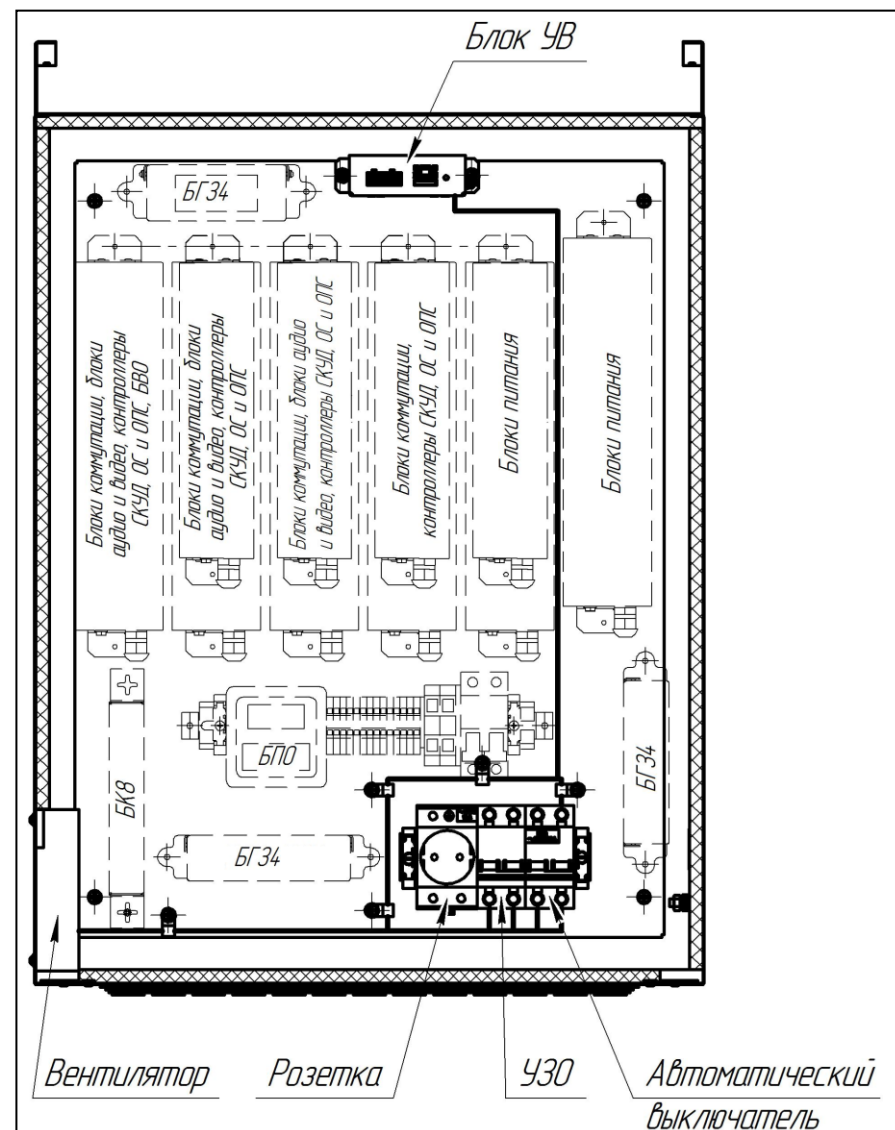 Блок УВ
БГЗ4
Блоки коммутации, блоки
аудио и видео, контроллеры
СКУД, ОС и ОПС, БВО
Блоки коммутации, блоки
аудио и видео, контроллеры
СКУД, ОС и ОПС
Блоки коммутации, блоки аудио
и видео, контроллеры СКУД, ОС и ОПС
Блоки коммутации,
контроллеры СКУД, ОС и ОПС
Блоки питания
Блоки питания
БПО
БК8
БГЗ4
БГЗ4
Вентилятор
Розетка
УЗО
Автоматический
выключатель